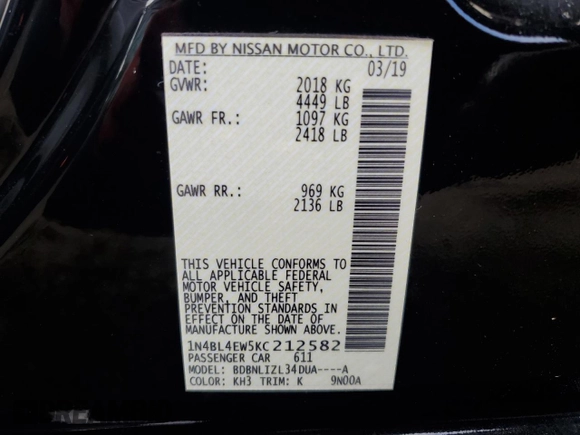 MFD BY NISSAN MOTOR CO., LTD.
DATE: 03/19
GVWR: 2018 KG
4449 LB
GAWR FR.: 1097 KG
2418 LB
GAWR RR.: 969 KG
2136 LB
THIS VEHICLE CONFORMS TO
ALL APPLICABLE FEDERAL
MOTOR VEHICLE SAFETY,
BUMPER, AND THEFT
PREVENTION STANDARDS IN
EFFECT ON THE DATE OF
MANUFACTURE SHOWN ABOVE.
1N4BL4EW5KC212582
PASSENGER CAR 611
MODEL: BDBNLIZL34DUA----A
COLOR: KH3 TRIM: K 9N00A